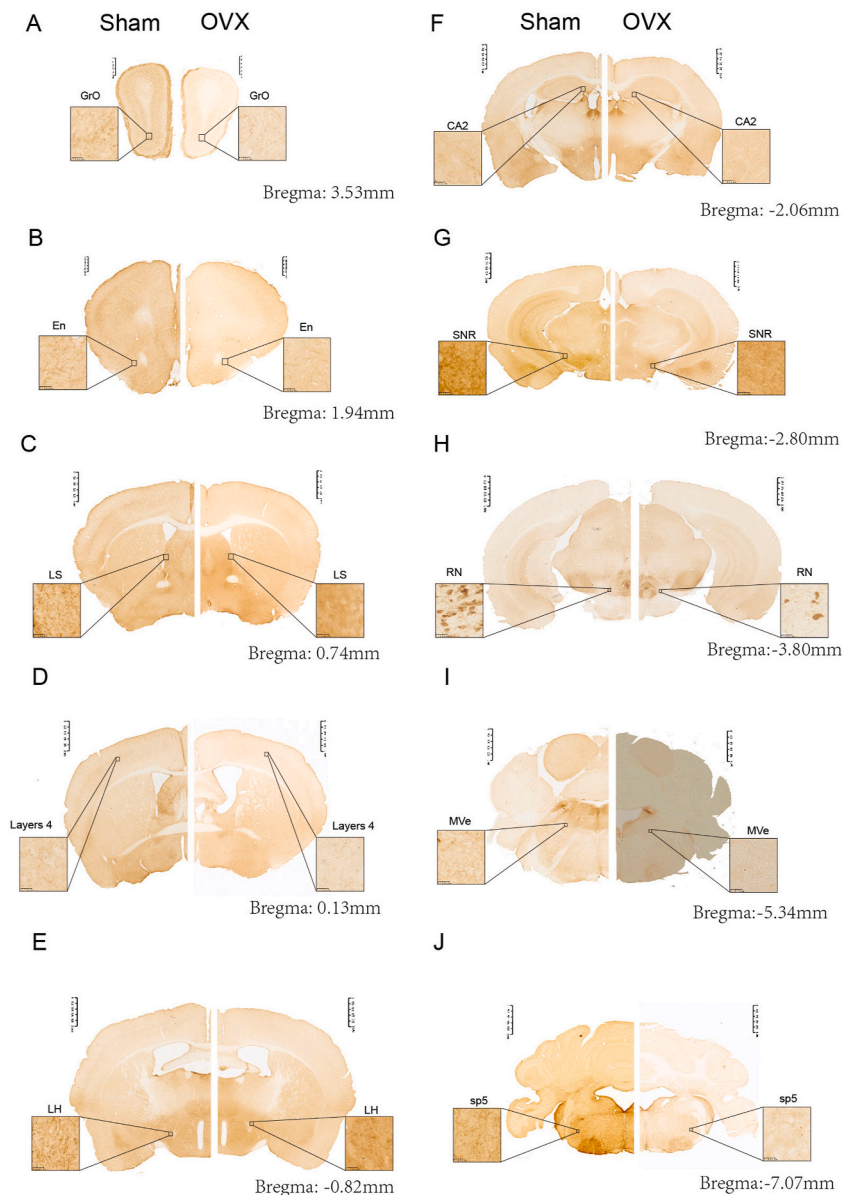 A
Sham
OVX
GrO
GrO
Bregma: 3.53mm
B
En
En
Bregma: 1.94mm
C
LS
LS
Bregma: 0.74mm
D
Layers 4
Layers 4
Bregma: 0.13mm
E
LH
LH
Bregma: -0.82mm
F
Sham
OVX
CA2
CA2
Bregma: -2.06mm
G
SNR
SNR
Bregma:-2.80mm
H
RN
RN
Bregma:-3.80mm
I
MVe
MVe
Bregma:-5.34mm
J
sp5
sp5
Bregma:-7.07mm